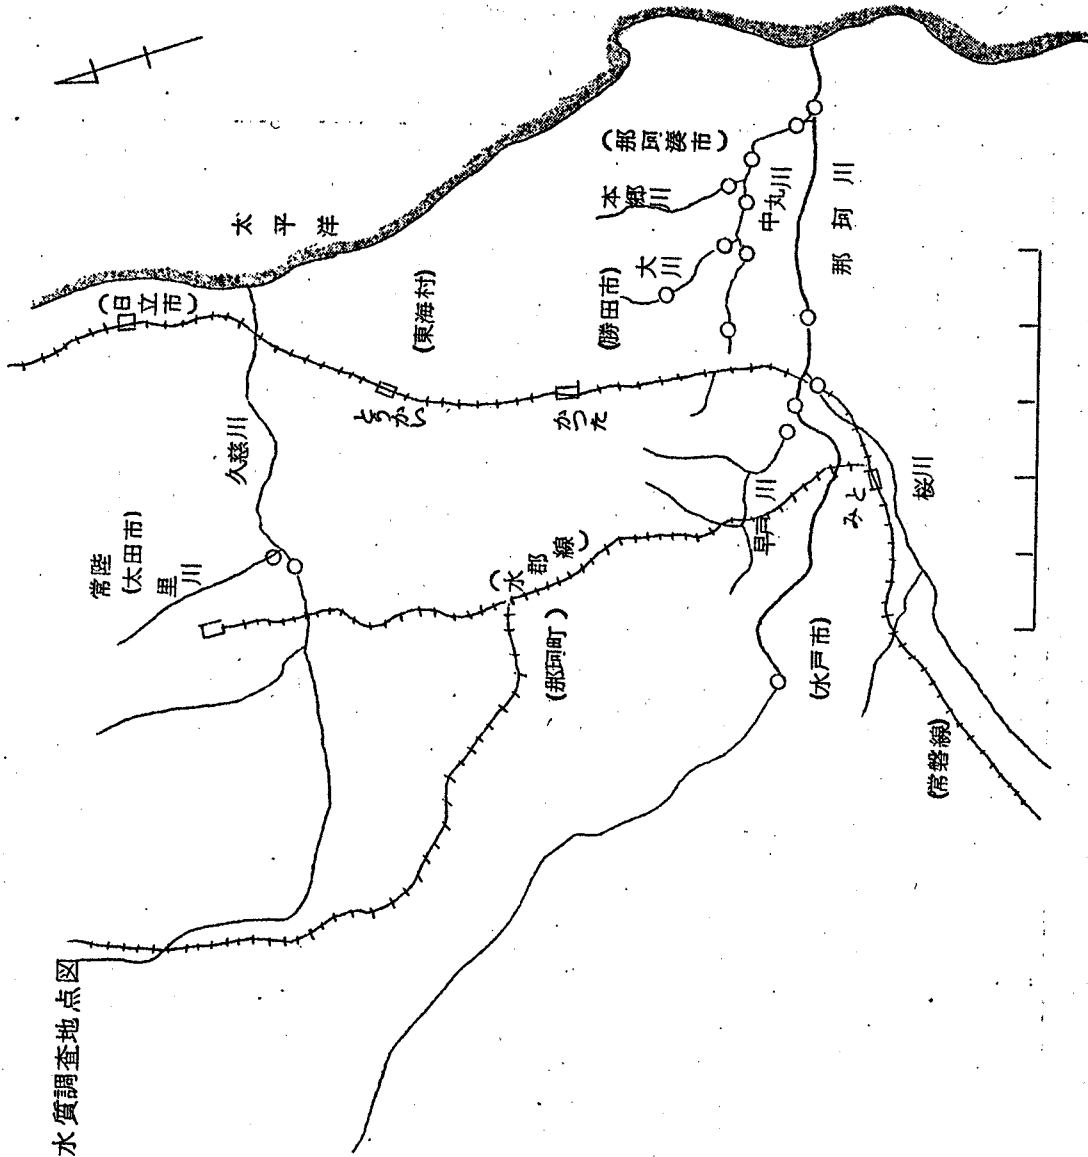 水質調査地点図
太平洋
(日立市)
久慈川
常陸
(太田市)
里川
(東海村)
とうかい
かつた
(水郡線)
(那珂町)
(勝田市)
大川
本郷川
(那珂湊市)
中丸川
那珂川
早戸川
みと
桜川
(水戸市)
(常磐線)